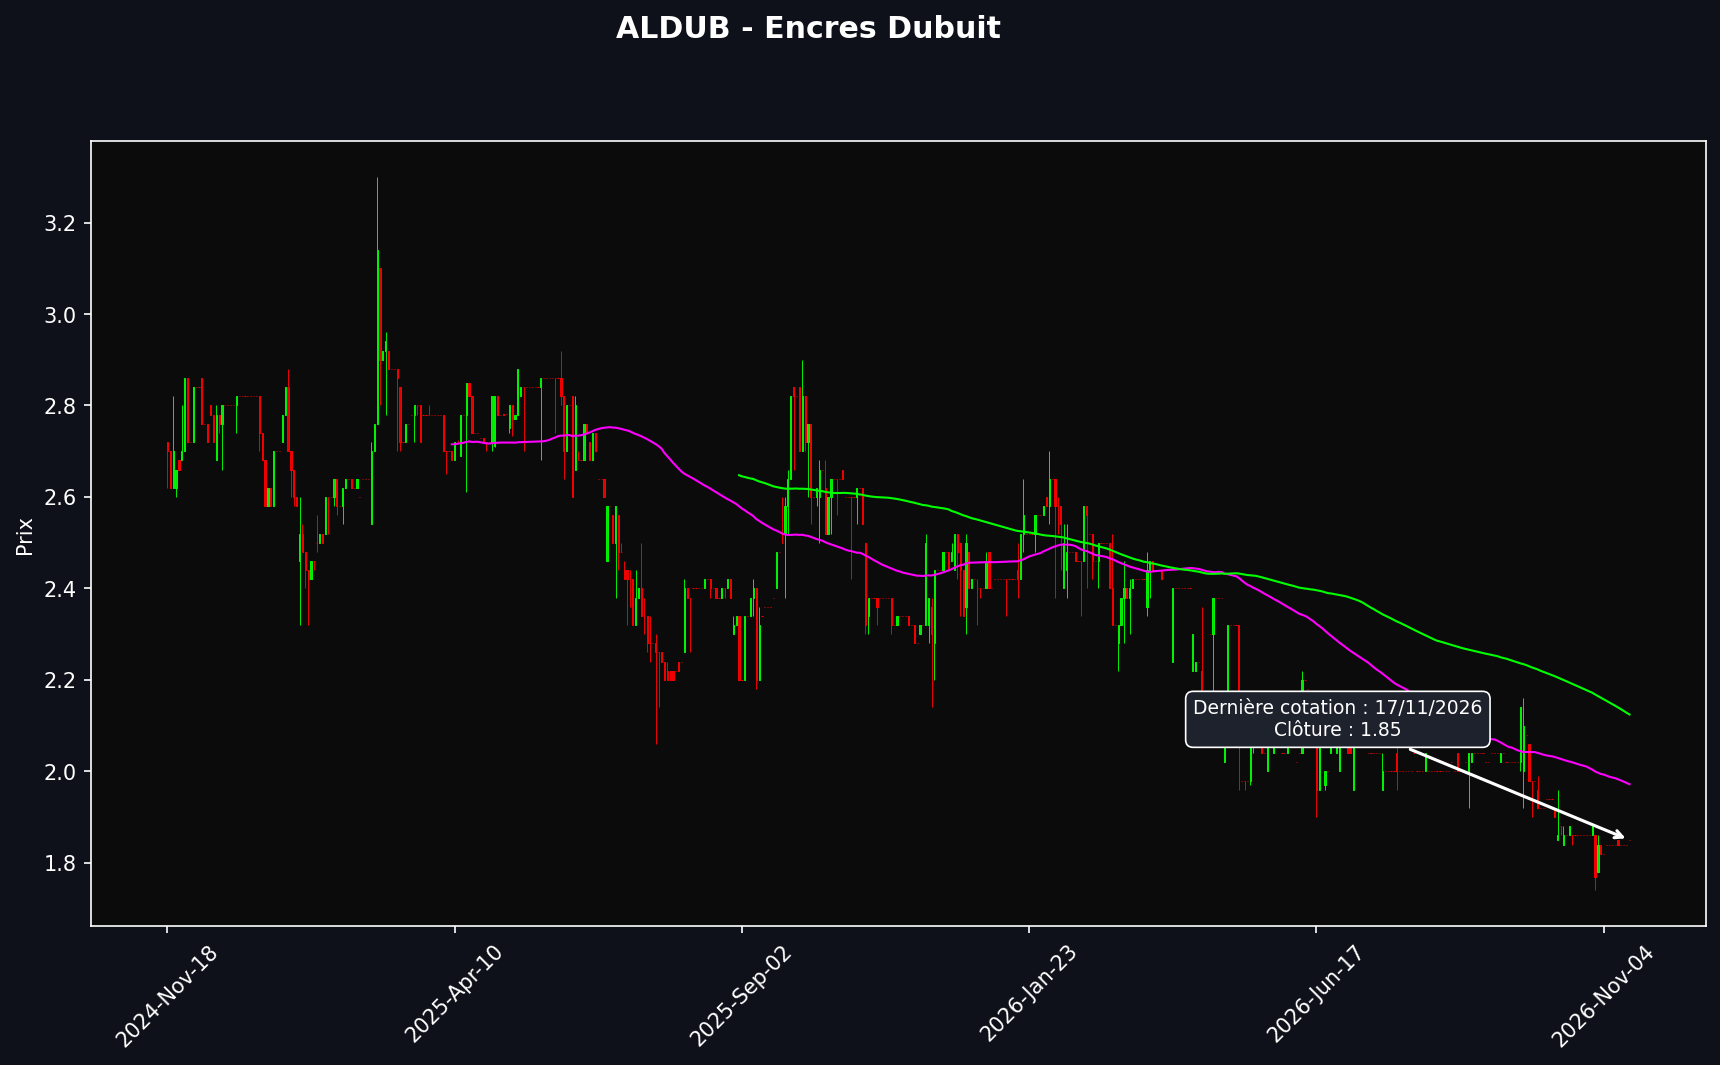 ALDUB - Encres Dubuit
Prix
3.2
3.0
2.8
2.6
2.4
2.2
2.0
1.8
Dernière cotation : 17/11/2026
Clôture : 1.85
2024-Nov-18
2025-Apr-10
2025-Sep-02
2026-Jan-23
2026-Jun-17
2026-Nov-04